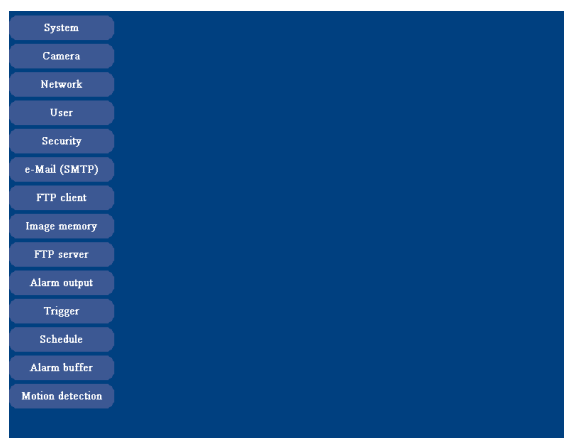 System
Camera
Network
User
Security
e-Mail (SMTP)
FTP client
Image memory
FTP server
Alarm output
Trigger
Schedule
Alarm buffer
Motion detection